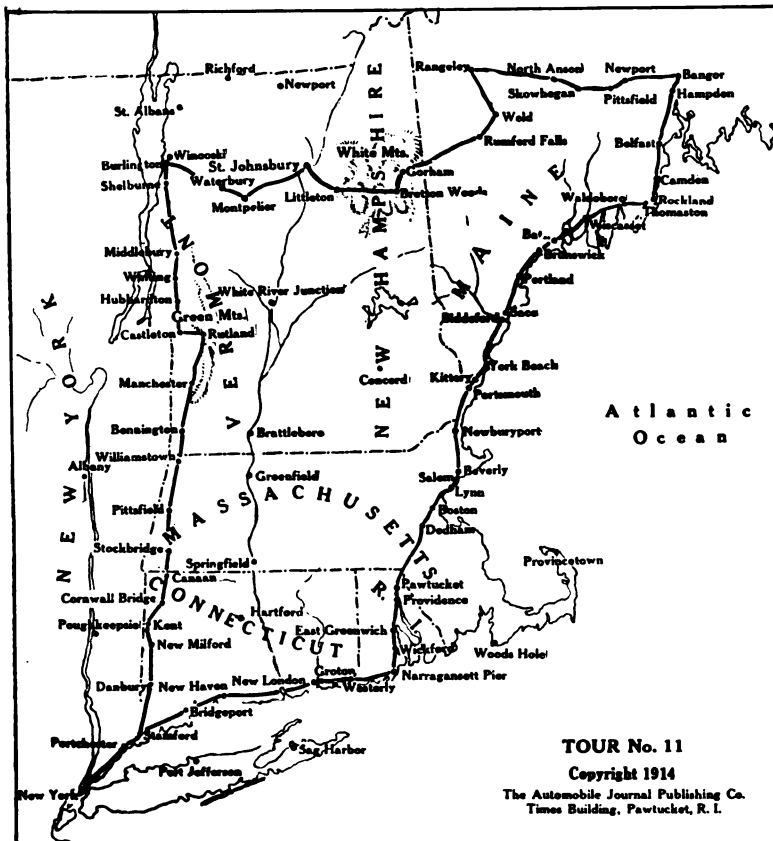 Richford
Newport
St. Albans
Rangeley
North Anson
Newport
Bangor
Skowhegan
Pittsfield
Hampden
Weld
Rumford Falls
Belfast
Winooski
Burlington
St. Johnsbury
White Mts.
Gorham
Shelburne
Waterbury
Montpelier
Littleton
Bretton Woods
Camden
Waldoboro
Rockland
Thomaston
Wiscasset
Brunswick
Middlebury
Whiting
Hubbardton
Green Mts.
White River Junction
Portland
Saco
Biddeford
Castleton
Rutland
York Beach
Manchester
Concord
Kittery
Portsmouth
Bennington
Brattleboro
Newburyport
Williamstown
Albany
Greenfield
Salem
Beverly
Lynn
Pittsfield
Boston
Dedham
Stockbridge
Springfield
Provincetown
Canaan
Pawtucket
Cornwall Bridge
Providence
Hartford
Poughkeepsie
Kent
East Greenwich
New Milford
Wickford
Woods Hole
Danbury
New Haven
New London
Groton
Westerly
Narragansett Pier
Bridgeport
Stamford
Portchester
Port Jefferson
Sag Harbor
New York
NEW YORK
VERMONT
NEW HAMPSHIRE
MAINE
MASSACHUSETTS
CONNECTICUT
R. I.
Atlantic
Ocean
TOUR No. 11
Copyright 1914
The Automobile Journal Publishing Co.
Times Building, Pawtucket, R. I.